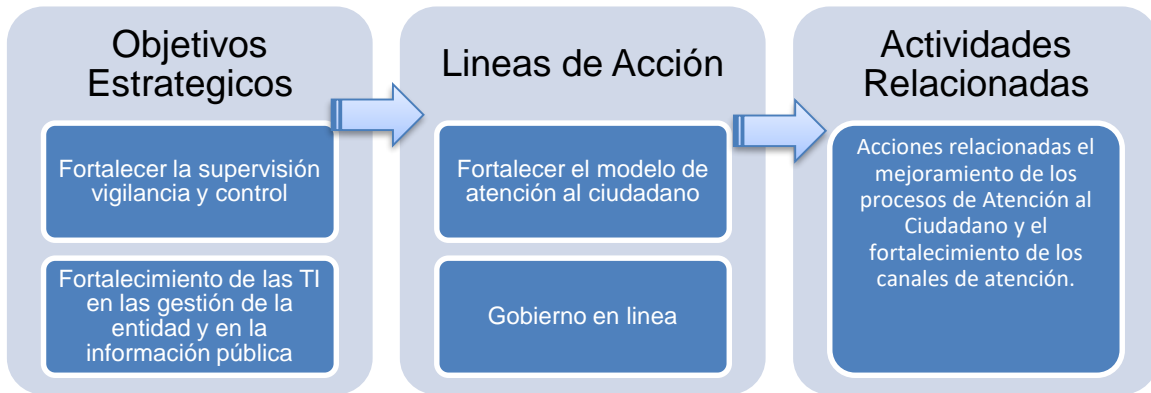 Objetivos
Estrategicos
Fortalecer la supervisión
vigilancia y control
Fortalecimiento de las TI
en las gestión de la
entidad y en la
información pública
Lineas de Acción
Fortalecer el modelo de
atención al ciudadano
Gobierno en linea
Actividades
Relacionadas
Acciones relacionadas el
mejoramiento de los
procesos de Atención al
Ciudadano y el
fortalecimiento de los
canales de atención.